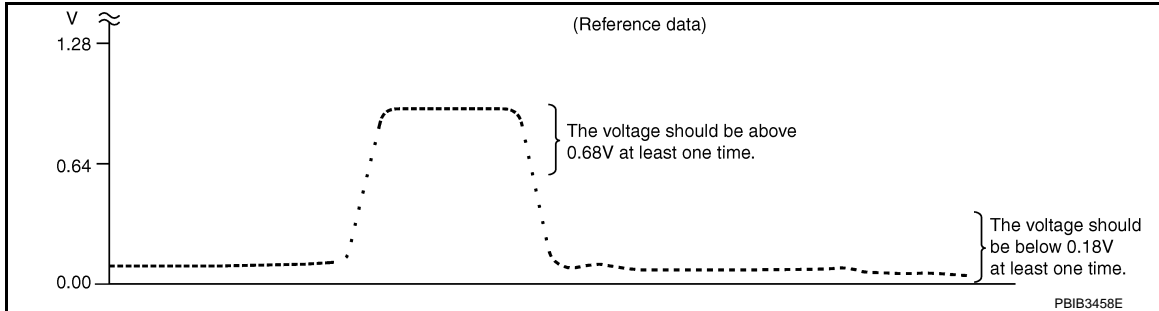 V
(Reference data)
1.28
The voltage should be above
0.68V at least one time.
0.64
The voltage should
be below 0.18V
at least one time.
0.00
PBIB3458E